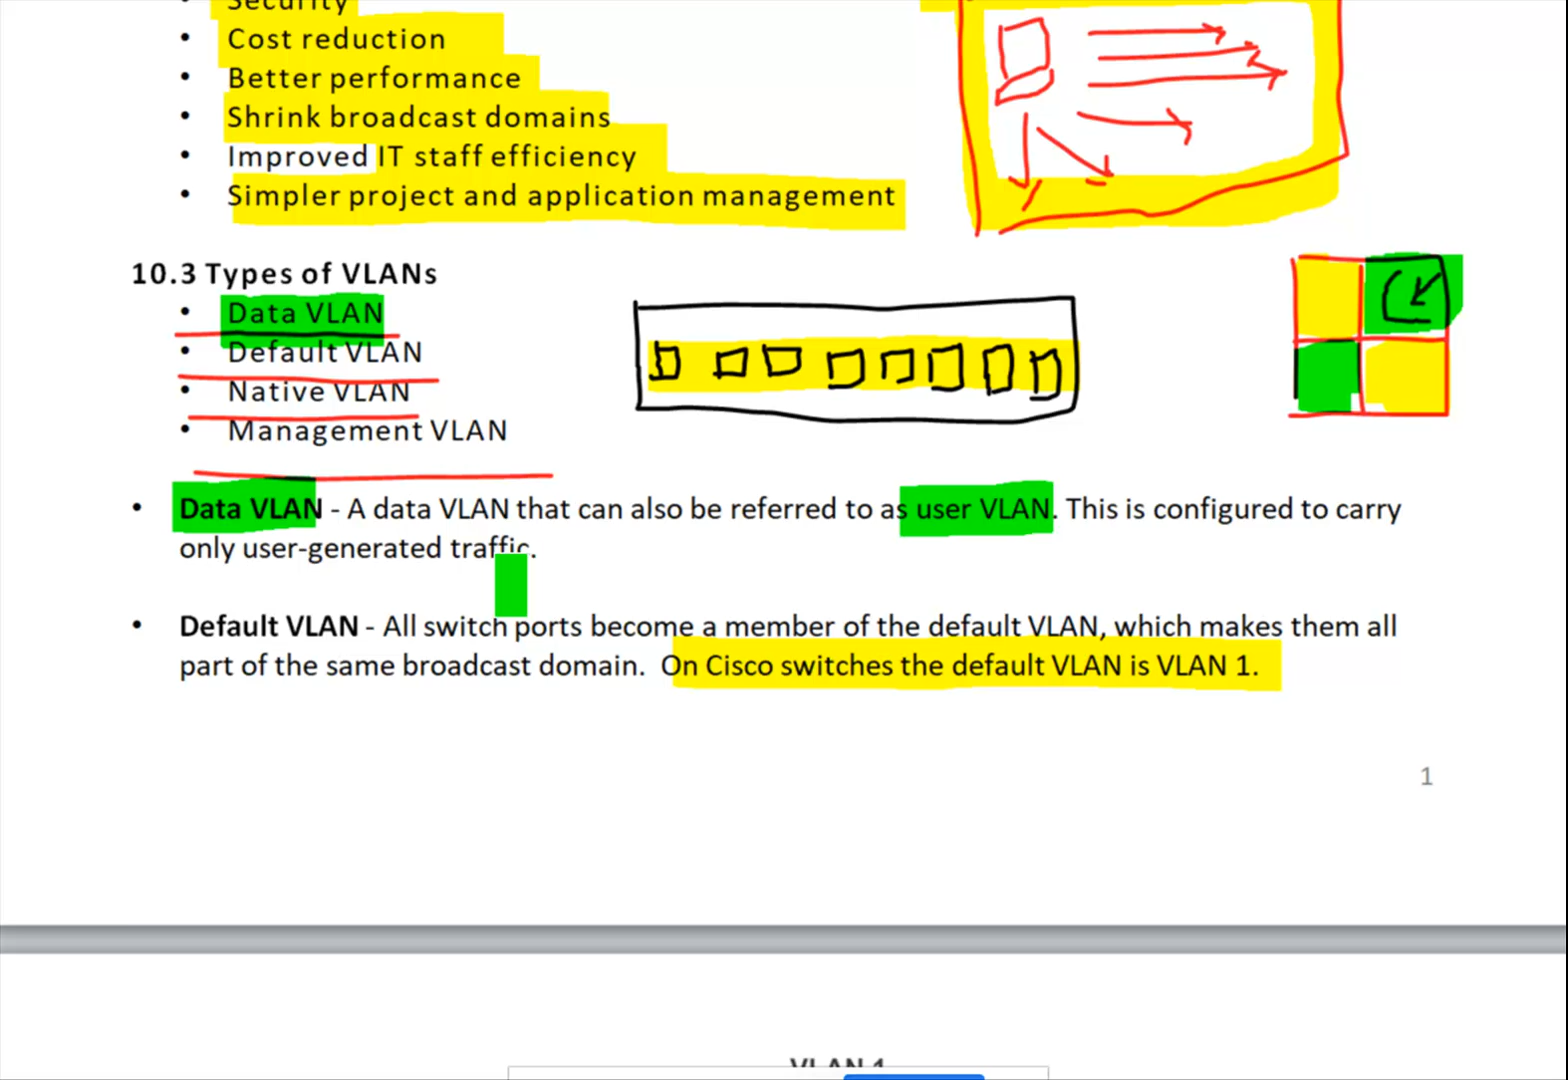 Security
• Cost reduction
• Better performance
• Shrink broadcast domains
• Improved IT staff efficiency
• Simpler project and application management
10.3 Types of VLANs
• Data VLAN
• Default VLAN
• Native VLAN
• Management VLAN
• Data VLAN - A data VLAN that can also be referred to as user VLAN. This is configured to carry
only user-generated traffic.
• Default VLAN - All switch ports become a member of the default VLAN, which makes them all
part of the same broadcast domain. On Cisco switches the default VLAN is VLAN 1.
1
VLAN 1